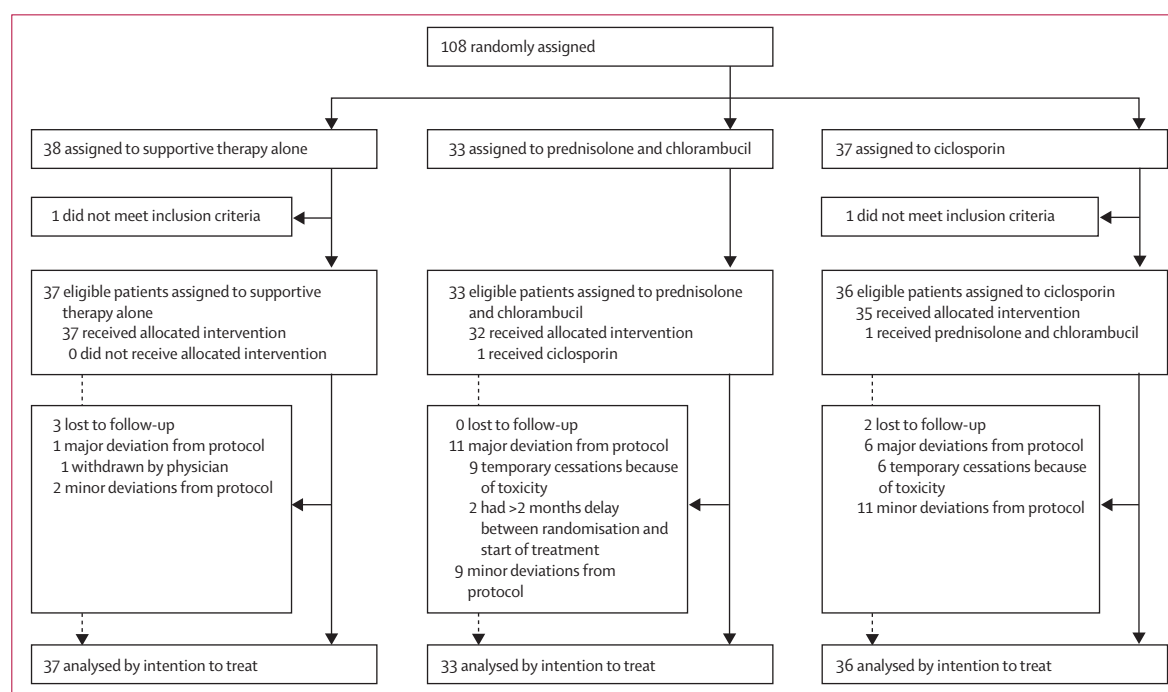 108 randomly assigned
38 assigned to supportive therapy alone
33 assigned to prednisolone and chlorambucil
37 assigned to ciclosporin
1 did not meet inclusion criteria
1 did not meet inclusion criteria
37 eligible patients assigned to supportive
therapy alone
37 received allocated intervention
0 did not receive allocated intervention
33 eligible patients assigned to prednisolone
and chlorambucil
32 received allocated intervention
1 received ciclosporin
36 eligible patients assigned to ciclosporin
35 received allocated intervention
1 received prednisolone and chlorambucil
3 lost to follow-up
1 major deviation from protocol
1 withdrawn by physician
2 minor deviations from protocol
0 lost to follow-up
11 major deviation from protocol
9 temporary cessations because
of toxicity
2 had >2 months delay
between randomisation and
start of treatment
9 minor deviations from
protocol
2 lost to follow-up
6 major deviations from protocol
6 temporary cessations because
of toxicity
11 minor deviations from protocol
37 analysed by intention to treat
33 analysed by intention to treat
36 analysed by intention to treat